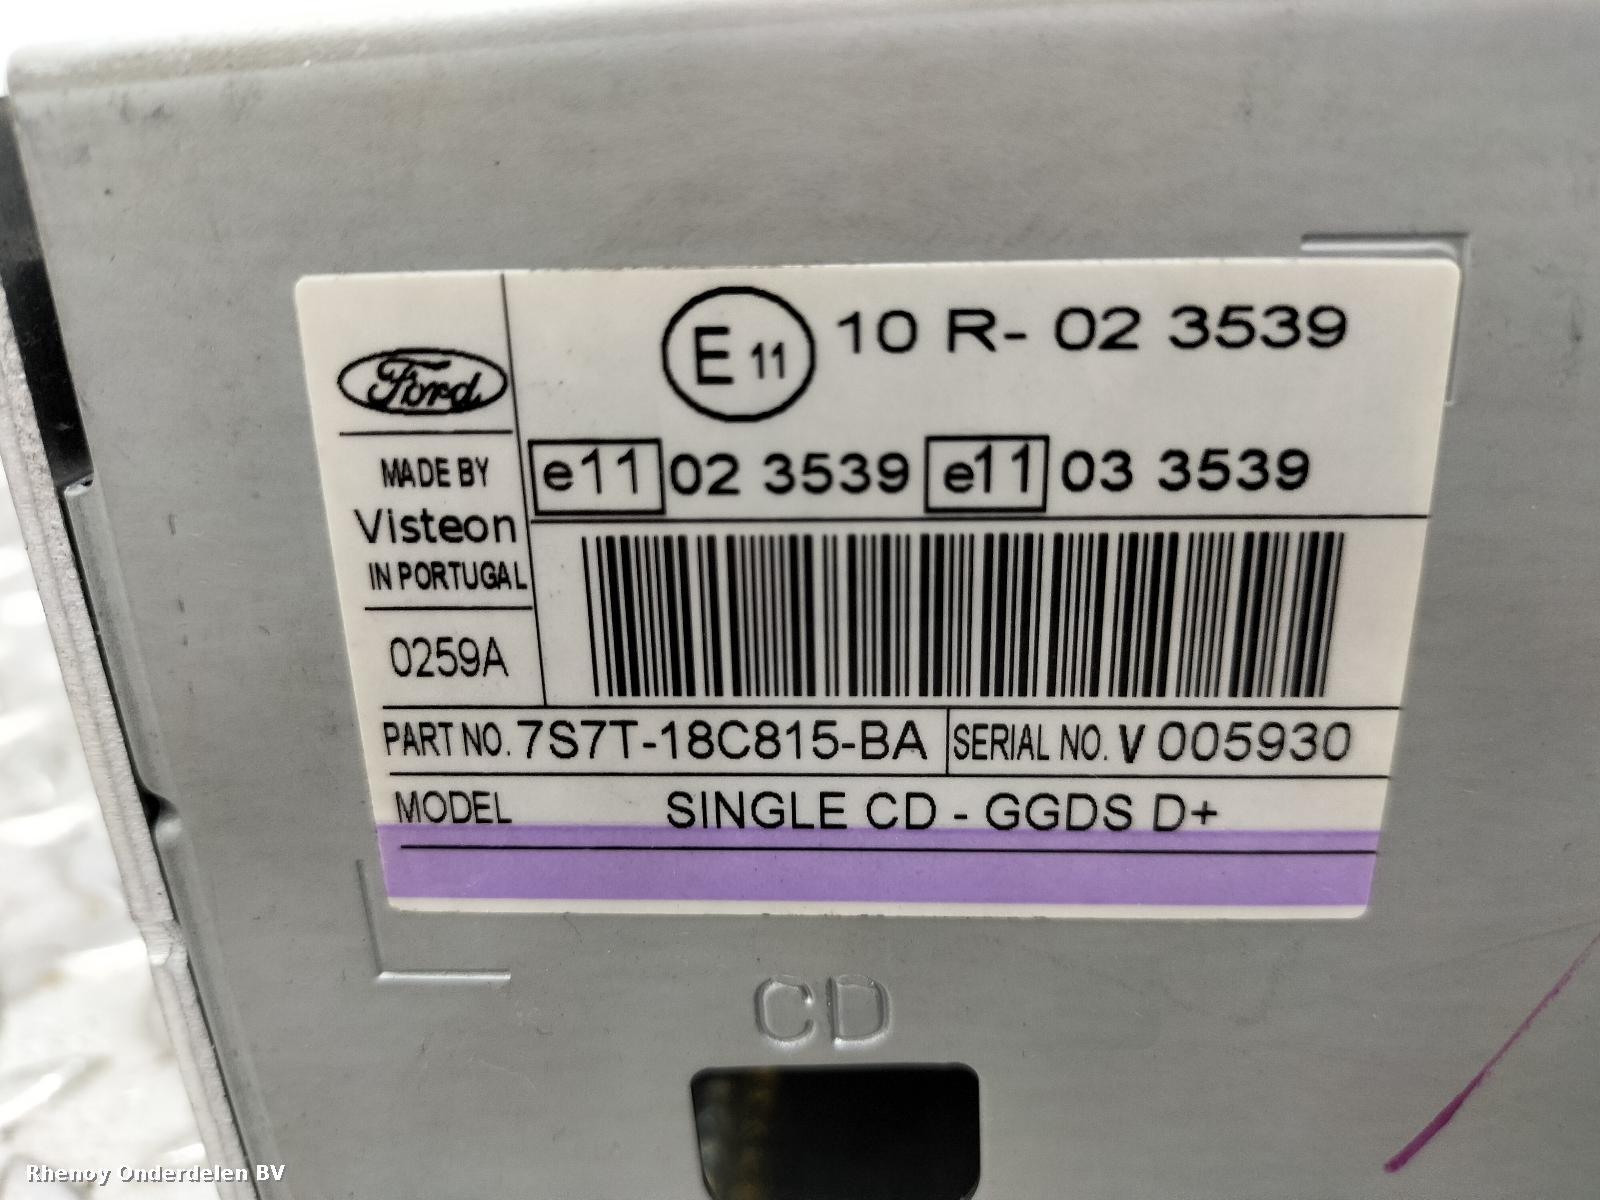 E 11 10 R- 02 3539
Ford
e11 02 3539 e11 03 3539
MADE BY
Visteon
IN PORTUGAL
0259A
PART NO. 7S7T-18C815-BA SERIAL NO. V 005930
MODEL SINGLE CD - GGDS D+
CD
Rhenoy Onderdelen BV